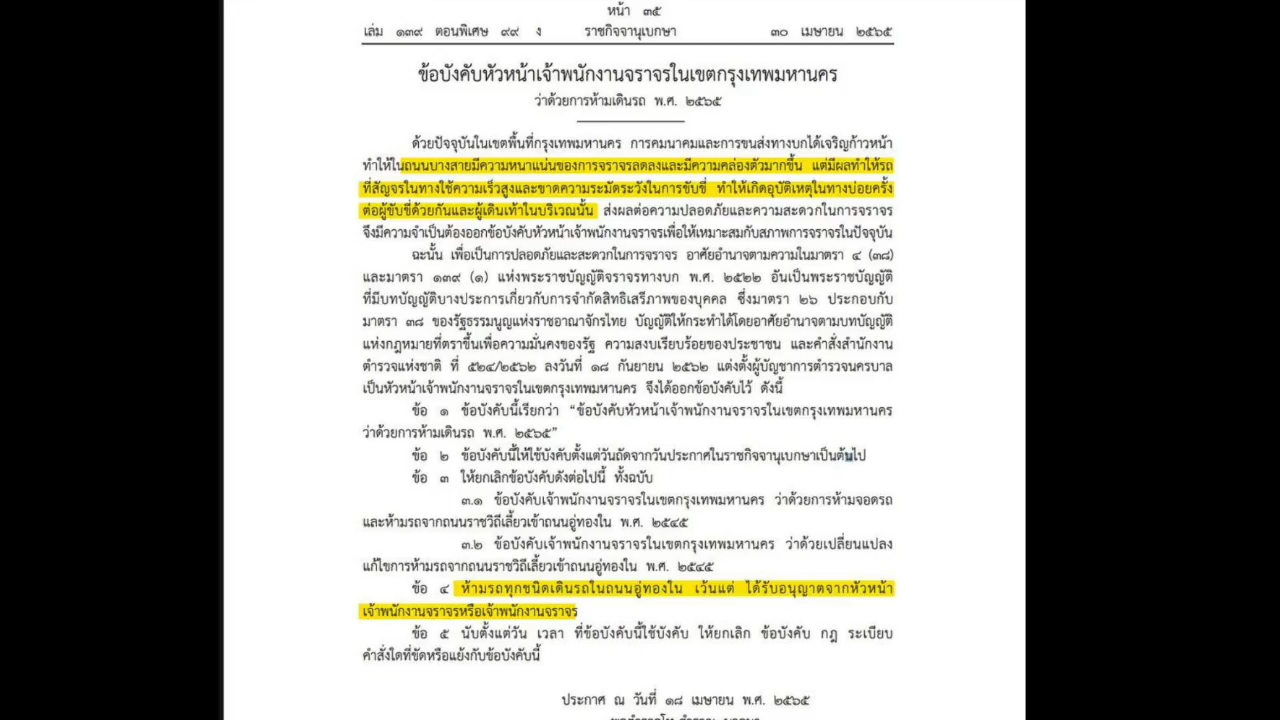 หน้า ๓๕
เล่ม ๑๓๙ ตอนพิเศษ ๙๙ ง ราชกิจจานุเบกษา ๓๐ เมษายน ๒๕๖๕
ข้อบังคับหัวหน้าเจ้าพนักงานจราจรในเขตกรุงเทพมหานคร
ว่าด้วยการห้ามเดินรถ พ.ศ. ๒๕๖๕
ด้วยปัจจุบันในเขตพื้นที่กรุงเทพมหานคร การคมนาคมและการขนส่งทางบกได้เจริญก้าวหน้า
ทำให้ในถนนบางสายมีความหนาแน่นของการจราจรลดลงและมีความคล่องตัวมากขึ้น แต่มีผลทำให้รถ
ที่สัญจรในทางใช้ความเร็วสูงและขาดความระมัดระวังในการขับขี่ ทำให้เกิดอุบัติเหตุในทางบ่อยครั้ง
ต่อผู้ขับขี่ด้วยกันและผู้เดินเท้าในบริเวณนั้น ส่งผลต่อความปลอดภัยและความสะดวกในการจราจร
จึงมีความจำเป็นต้องออกข้อบังคับหัวหน้าเจ้าพนักงานจราจรเพื่อให้เหมาะสมกับสภาพการจราจรในปัจจุบัน
ฉะนั้น เพื่อเป็นการปลอดภัยและสะดวกในการจราจร อาศัยอำนาจตามความในมาตรา ๔ (๓๘)
และมาตรา ๑๓๙ (๑) แห่งพระราชบัญญัติจราจรทางบก พ.ศ. ๒๕๒๒ อันเป็นพระราชบัญญัติ
ที่มีบทบัญญัติบางประการเกี่ยวกับการจำกัดสิทธิเสรีภาพของบุคคล ซึ่งมาตรา ๒๖ ประกอบกับ
มาตรา ๓๘ ของรัฐธรรมนูญแห่งราชอาณาจักรไทย บัญญัติให้กระทำได้โดยอาศัยอำนาจตามบทบัญญัติ
แห่งกฎหมายที่ตราขึ้นเพื่อความมั่นคงของรัฐ ความสงบเรียบร้อยของประชาชน และคำสั่งสำนักงาน
ตำรวจแห่งชาติ ที่ ๕๒๔/๒๕๖๒ ลงวันที่ ๑๘ กันยายน ๒๕๖๒ แต่งตั้งผู้บัญชาการตำรวจนครบาล
เป็นหัวหน้าเจ้าพนักงานจราจรในเขตกรุงเทพมหานคร จึงได้ออกข้อบังคับไว้ ดังนี้
ข้อ ๑ ข้อบังคับนี้เรียกว่า “ข้อบังคับหัวหน้าเจ้าพนักงานจราจรในเขตกรุงเทพมหานคร
ว่าด้วยการห้ามเดินรถ พ.ศ. ๒๕๖๕”
ข้อ ๒ ข้อบังคับนี้ให้ใช้บังคับตั้งแต่วันถัดจากวันประกาศในราชกิจจานุเบกษาเป็นต้นไป
ข้อ ๓ ให้ยกเลิกข้อบังคับดังต่อไปนี้ ทั้งฉบับ
๓.๑ ข้อบังคับเจ้าพนักงานจราจรในเขตกรุงเทพมหานคร ว่าด้วยการห้ามจอดรถ
และห้ามรถจากถนนราชวิถีเลี้ยวเข้าถนนอู่ทองใน พ.ศ. ๒๕๔๕
๓.๒ ข้อบังคับเจ้าพนักงานจราจรในเขตกรุงเทพมหานคร ว่าด้วยเปลี่ยนแปลง
แก้ไขการห้ามรถจากถนนราชวิถีเลี้ยวเข้าถนนอู่ทองใน พ.ศ. ๒๕๔๕
ข้อ ๔ ห้ามรถทุกชนิดเดินรถในถนนอู่ทองใน เว้นแต่ ได้รับอนุญาตจากหัวหน้า
เจ้าพนักงานจราจรหรือเจ้าพนักงานจราจร
ข้อ ๕ นับตั้งแต่วัน เวลา ที่ข้อบังคับนี้ใช้บังคับ ให้ยกเลิก ข้อบังคับ กฎ ระเบียบ
คำสั่งใดที่ขัดหรือแย้งกับข้อบังคับนี้
ประกาศ ณ วันที่ ๑๘ เมษายน พ.ศ. ๒๕๖๕